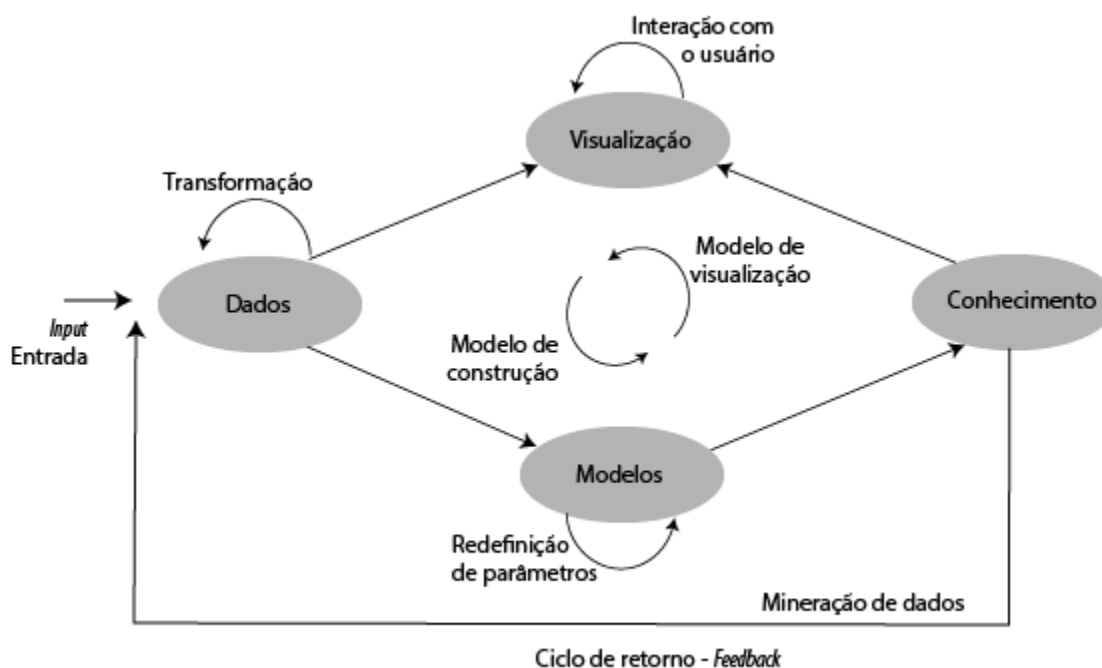 Interação com
o usuário
Visualização
Transformação
Modelo de
visualização
Dados
Conhecimento
Input
Entrada
Modelo de
construção
Modelos
Redefinição
de parâmetros
Mineração de dados
Ciclo de retorno - Feedback